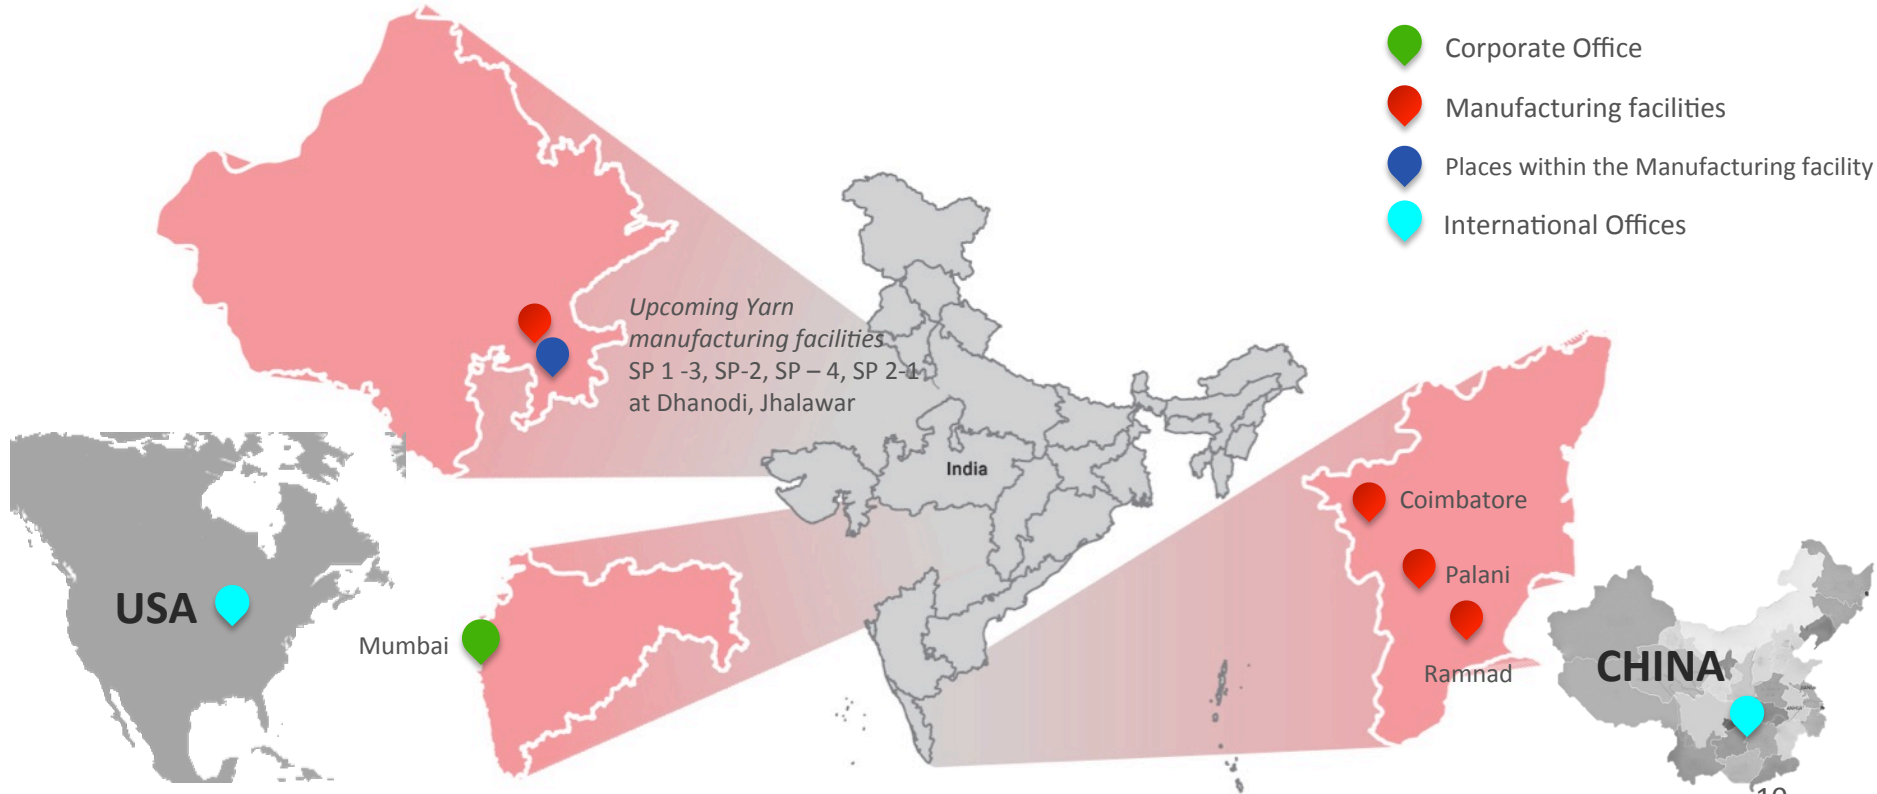 Corporate Office
Manufacturing facilities
Places within the Manufacturing facility
International Offices
Upcoming Yarn
manufacturing facilities
SP 1 -3, SP-2, SP – 4, SP 2-1
at Dhanodi, Jhalawar
India
Coimbatore
Palani
Ramnad
USA
Mumbai
CHINA